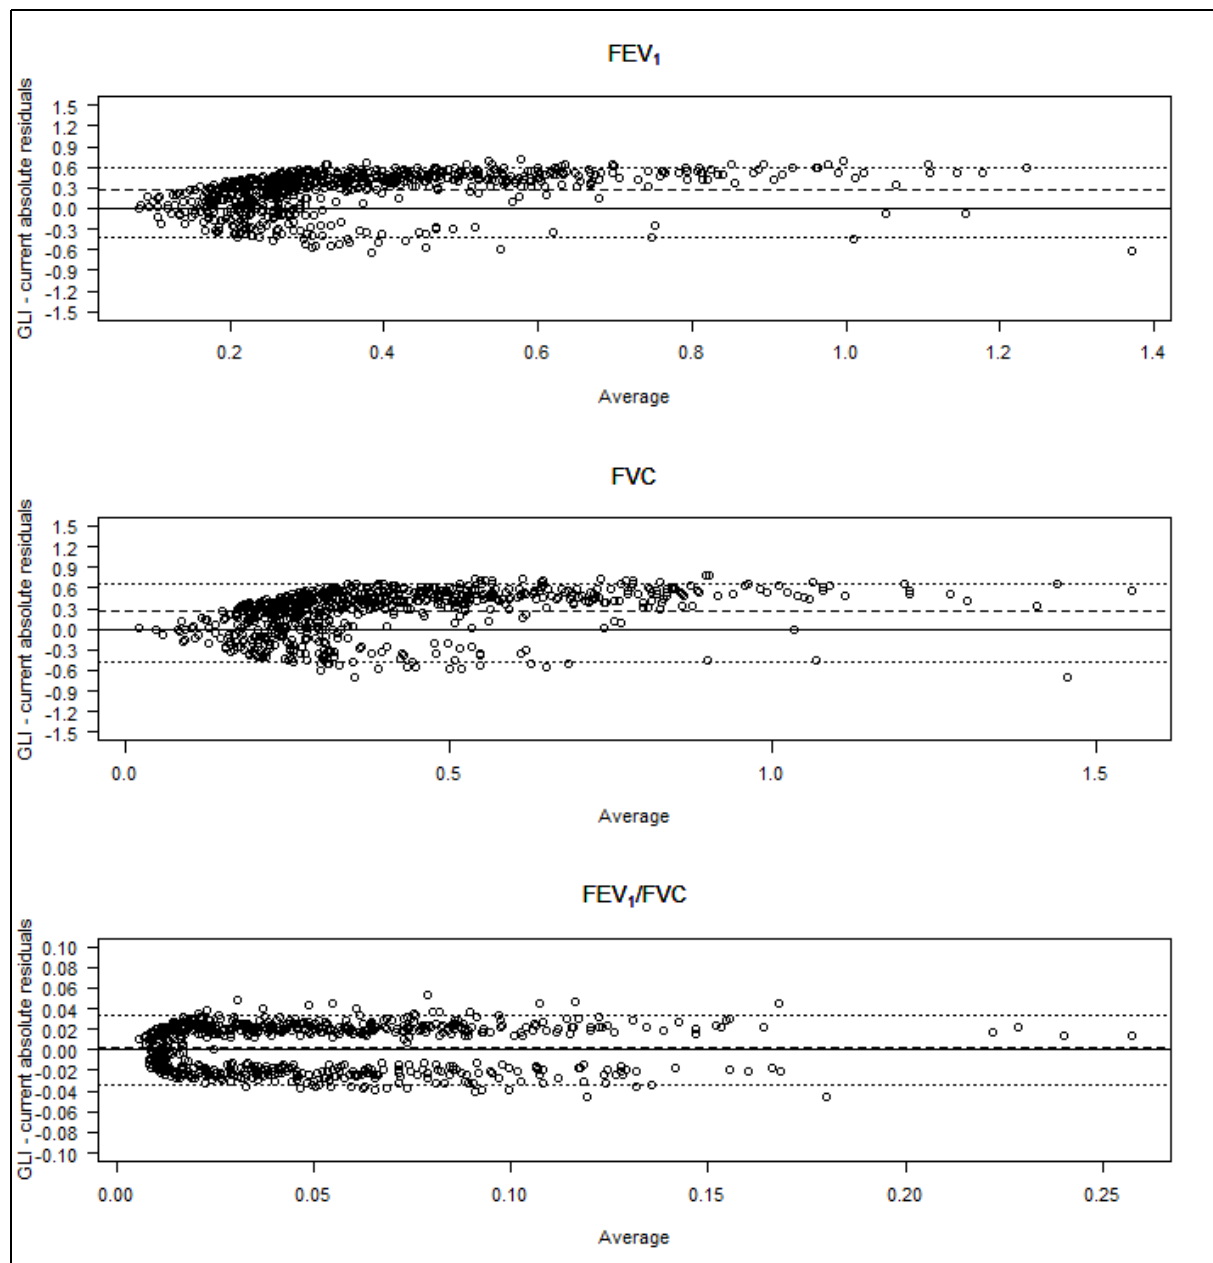 FEV₁
GLI - current absolute residuals
1.5
1.2
0.9
0.6
0.3
0.0
-0.3
-0.6
-0.9
-1.2
-1.5
0.2 0.4 0.6 0.8 1.0 1.2 1.4
Average
FVC
GLI - current absolute residuals
1.5
1.2
0.9
0.6
0.3
0.0
-0.3
-0.6
-0.9
-1.2
-1.5
0.0 0.5 1.0 1.5
Average
FEV₁/FVC
GLI - current absolute residuals
0.10
0.08
0.06
0.04
0.02
0.00
-0.02
-0.04
-0.06
-0.08
-0.10
0.00 0.05 0.10 0.15 0.20 0.25
Average